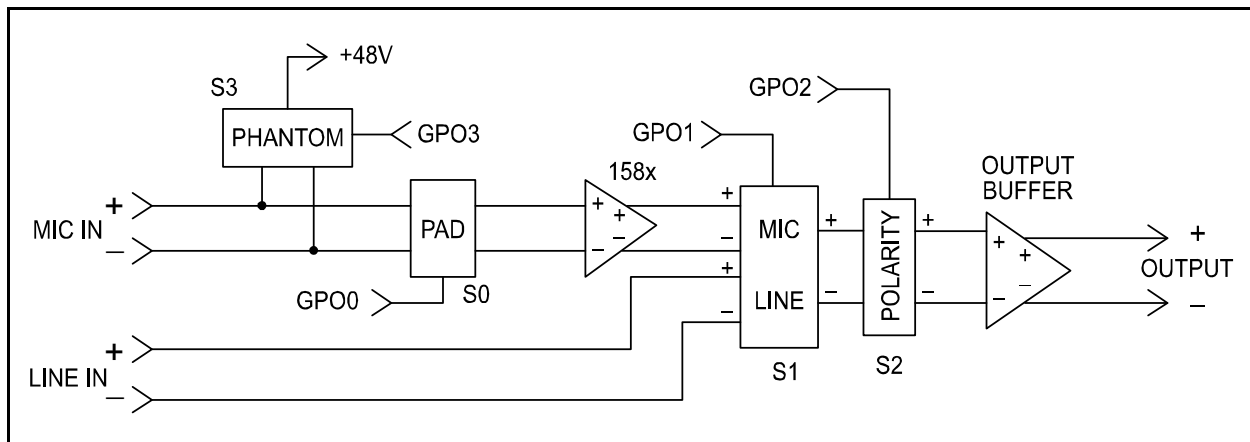 +48V
S3
PHANTOM
GPO3
GPO2
GPO1
158x
OUTPUT
BUFFER
+
MIC IN
−
PAD
GPO0
S0
+
+
−
−
+
−
+
−
MIC
LINE
S1
+
−
POLARITY
S2
+
−
+
+
−
−
+
OUTPUT
−
+
LINE IN
−